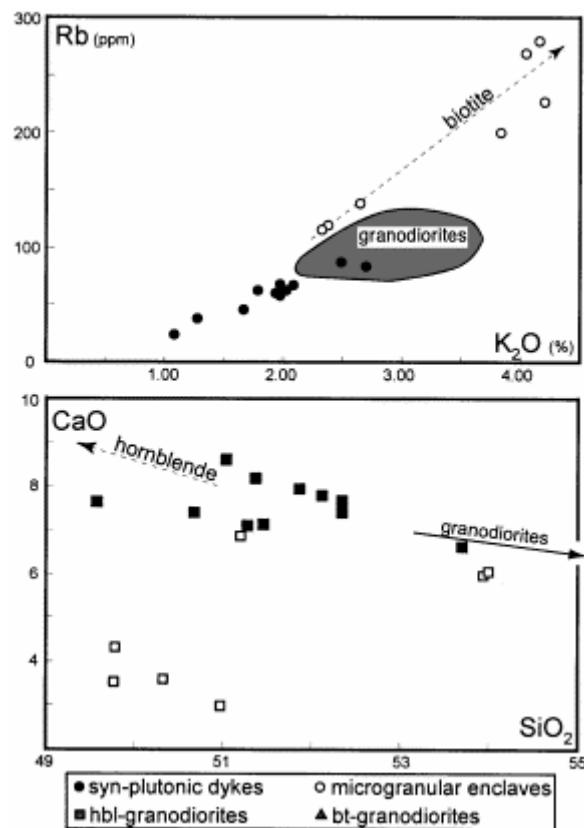 300
Rb (ppm)
biotite
200
granodiorites
100
0
K2O (%)
1.00 2.00 3.00 4.00
10
CaO
hornblende
8
granodiorites
6
4
SiO2
49 51 53 55
syn-plutonic dykes microgranular enclaves
hbl-granodiorites bt-granodiorites